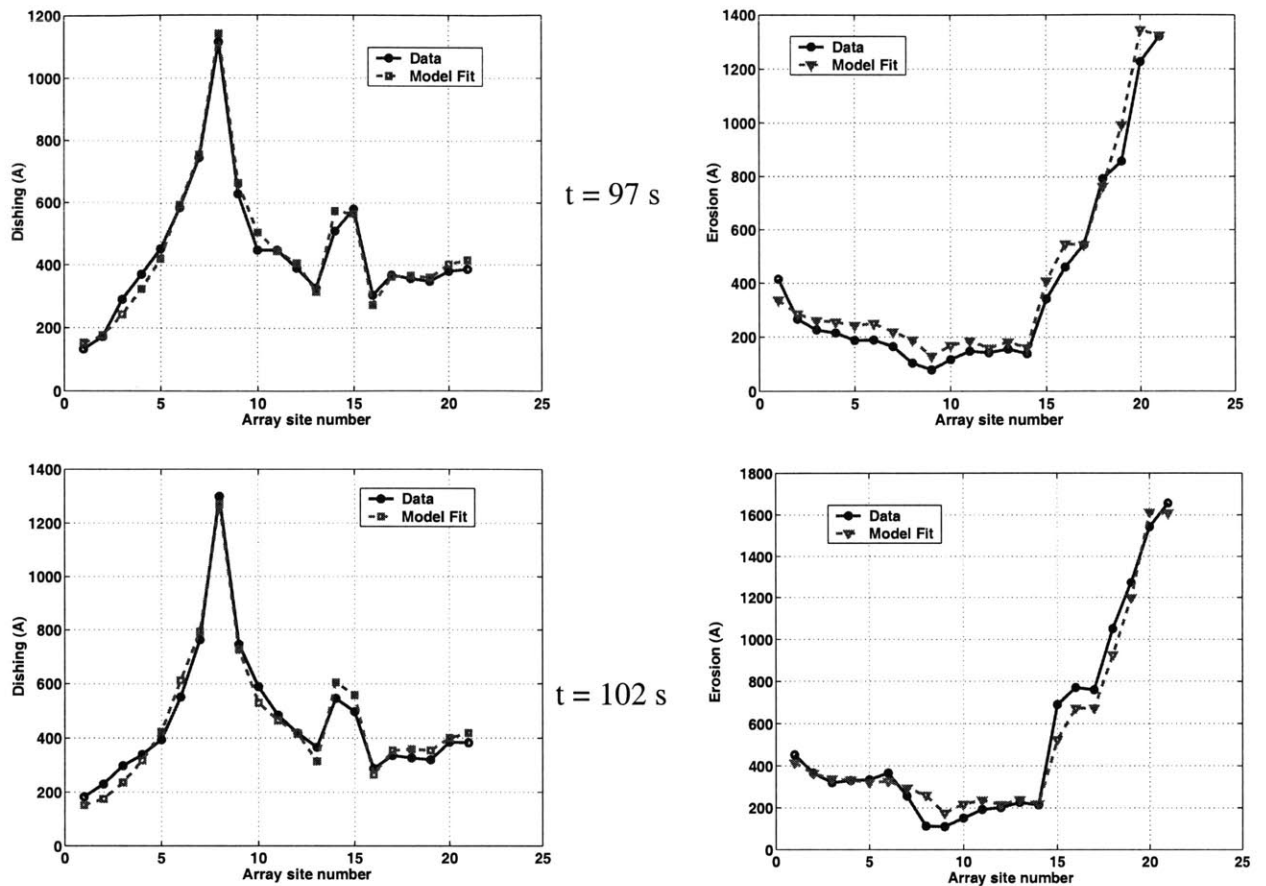 1200
1000
800
600
400
200
0
0 5 10 15 20 25
Dishing (A)
Array site number
Data
Model Fit
t = 97 s
1400
1200
1000
800
600
400
200
0
0 5 10 15 20 25
Erosion (A)
Array site number
Data
Model Fit
1400
1200
1000
800
600
400
200
0
0 5 10 15 20 25
Dishing (A)
Array site number
Data
Model Fit
t = 102 s
1800
1600
1400
1200
1000
800
600
400
200
0
0 5 10 15 20 25
Erosion (A)
Array site number
Data
Model Fit